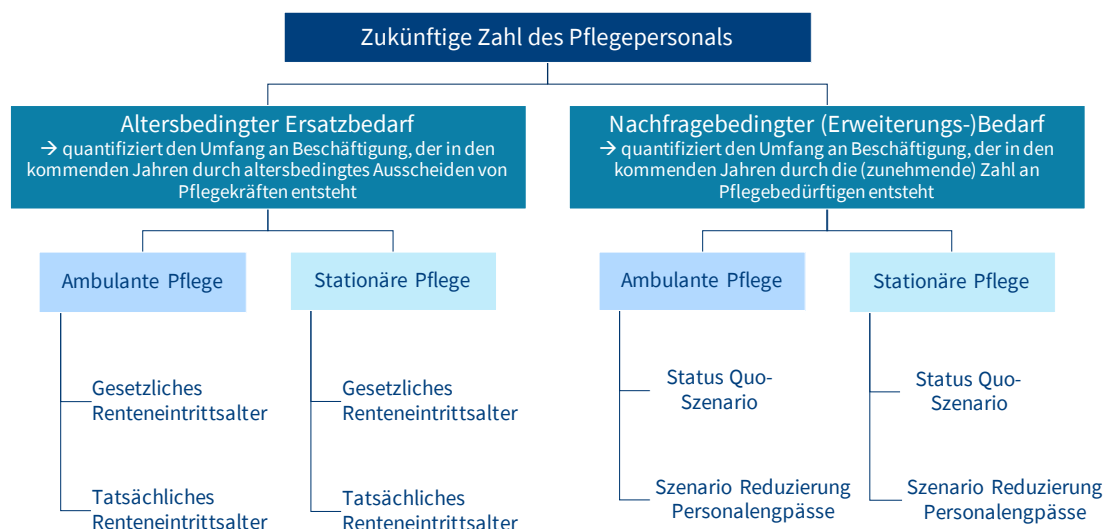 Zukünftige Zahl des Pflegepersonals
Altersbedingter Ersatzbedarf
→ quantifiziert den Umfang an Beschäftigung, der in den
kommenden Jahren durch altersbedingtes Ausscheiden von
Pflegekräften entsteht
Nachfragebedingter (Erweiterungs-)Bedarf
→ quantifiziert den Umfang an Beschäftigung, der in den
kommenden Jahren durch die (zunehmende) Zahl an
Pflegebedürftigen entsteht
Ambulante Pflege
Stationäre Pflege
Ambulante Pflege
Stationäre Pflege
Gesetzliches
Renteneintrittsalter
Gesetzliches
Renteneintrittsalter
Status Quo-
Szenario
Status Quo-
Szenario
Tatsächliches
Renteneintrittsalter
Tatsächliches
Renteneintrittsalter
Szenario Reduzierung
Personalengpässe
Szenario Reduzierung
Personalengpässe